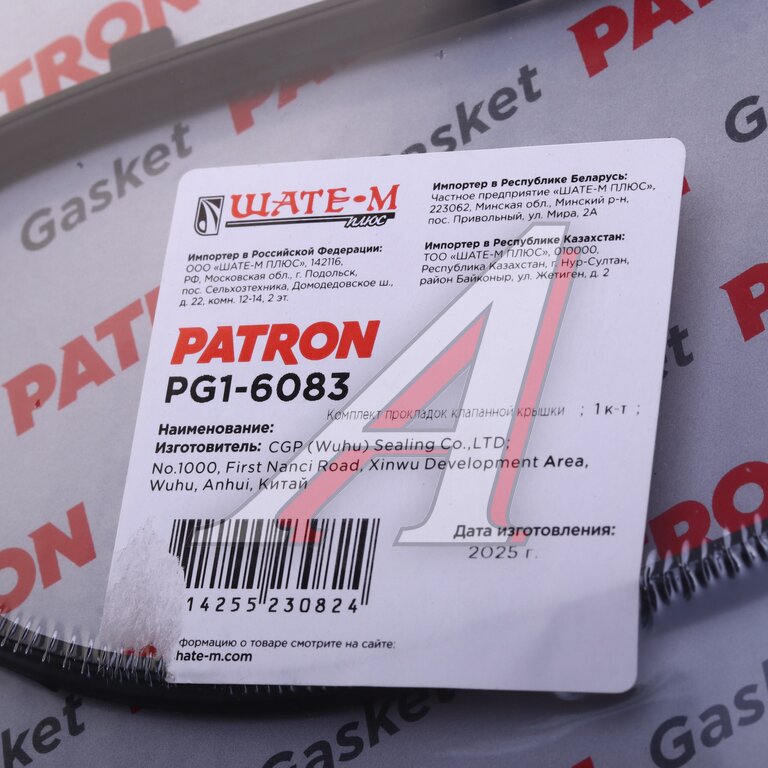 PATRON
Gasket
ШАТЕ-М
плюс
Импортер в Российской Федерации:
ООО «ШАТЕ-М ПЛЮС», 142116,
РФ, Московская обл., г. Подольск,
пос. Сельхозтехника, Домодедовское ш.,
д. 22, комн. 12-14, 2 эт.
Импортер в Республике Беларусь:
Частное предприятие «ШАТЕ-М ПЛЮС»,
223062, Минская обл., Минский р-н,
пос. Привольный, ул. Мира, 2А
Импортер в Республике Казахстан:
ТОО «ШАТЕ-М ПЛЮС», 010000,
Республика Казахстан, г. Нур-Султан,
район Байконыр, ул. Жетиген, д. 2
PATRON
PG1-6083
Комплект прокладок клапанной крышки ; 1 к-т ;
Наименование:
Изготовитель: CGP (Wuhu) Sealing Co.,LTD;
No.1000, First Nanci Road, Xinwu Development Area,
Wuhu, Anhui, Китай
Дата изготовления:
2025 г.
14255 230824
формацию о товаре смотрите на сайте:
hate-m.com
PATRON
Gasket